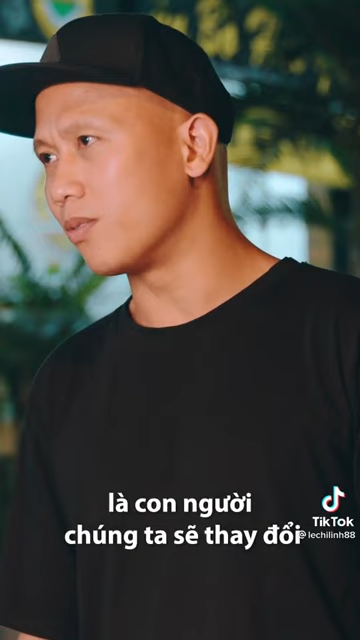 là con người
chúng ta sẽ thay đổi
TikTok
@lechilinh88